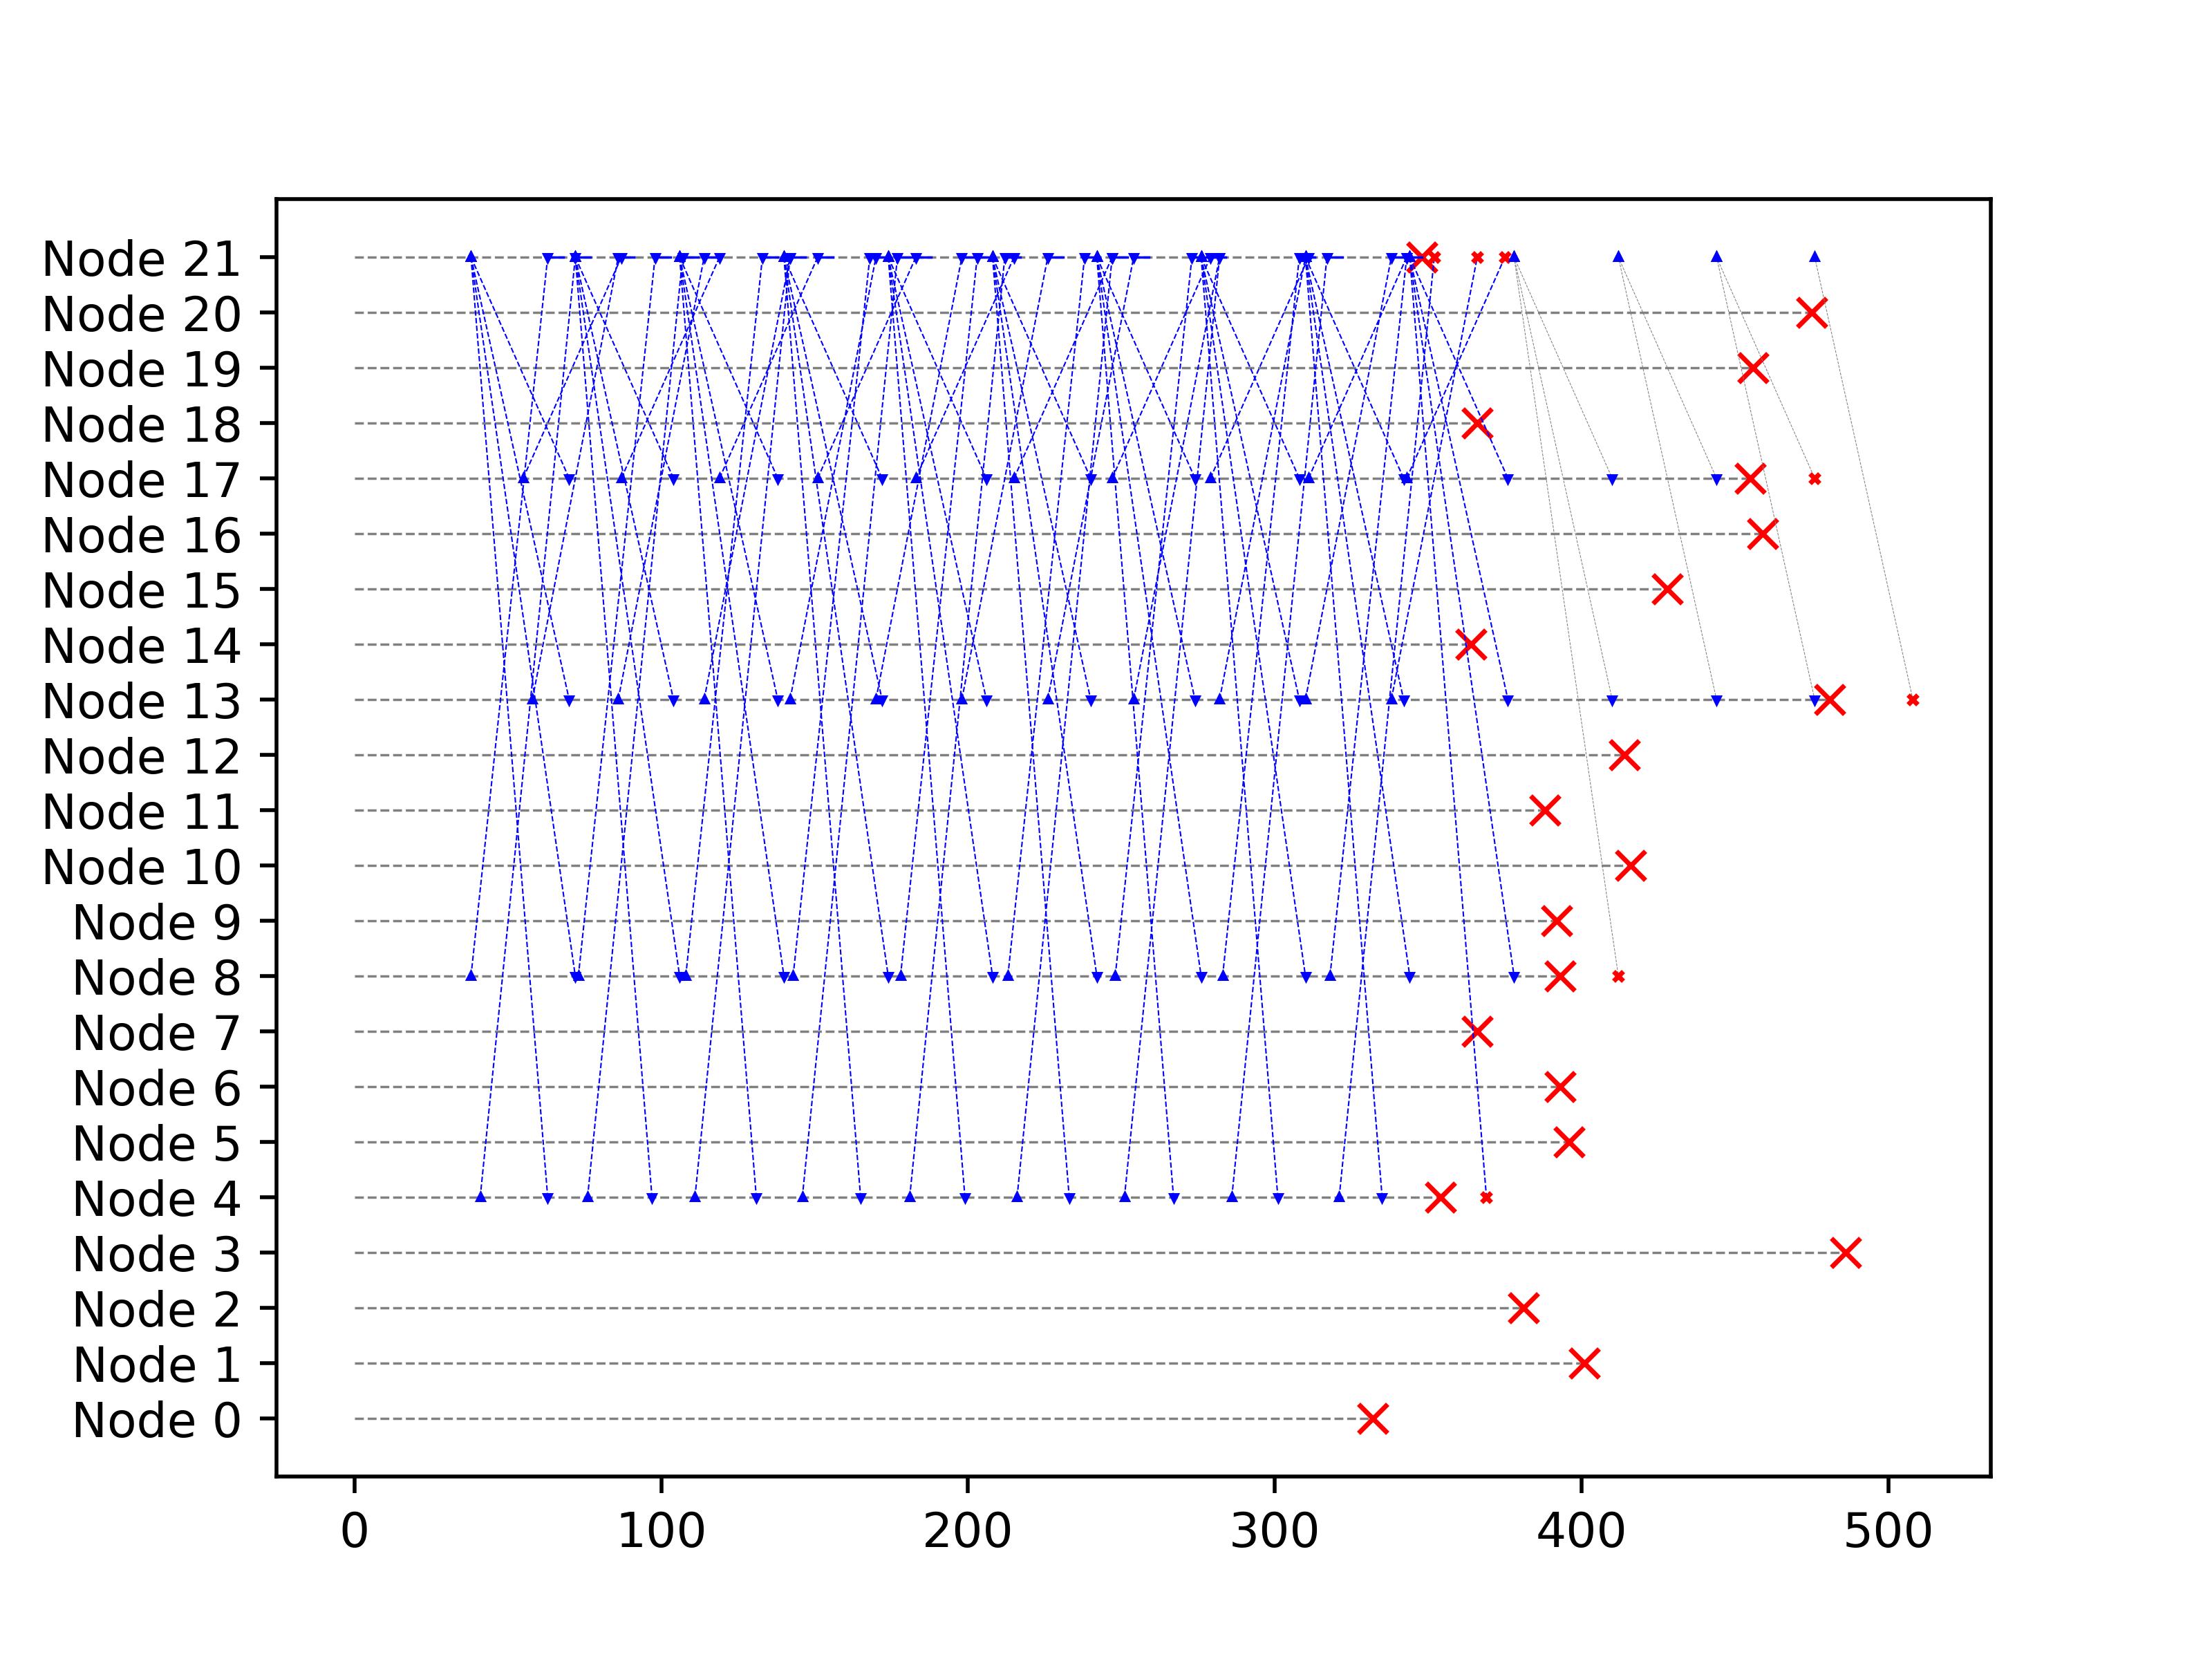 Node 21
Node 20
Node 19
Node 18
Node 17
Node 16
Node 15
Node 14
Node 13
Node 12
Node 11
Node 10
Node 9
Node 8
Node 7
Node 6
Node 5
Node 4
Node 3
Node 2
Node 1
Node 0
0 100 200 300 400 500